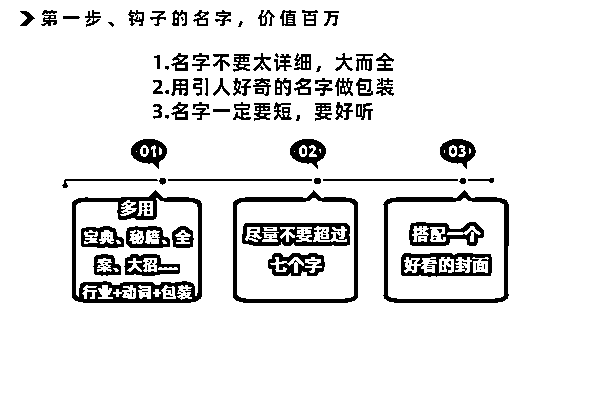 第一步、钩子的名字，价值百万
1.名字不要太详细，大而全
2.用引人好奇的名字做包装
3.名字一定要短，要好听
01
02
03
多用
宝典、秘籍、全
案、大招......
行业+动词+包装
尽量不要超过
七个字
搭配一个
好看的封面